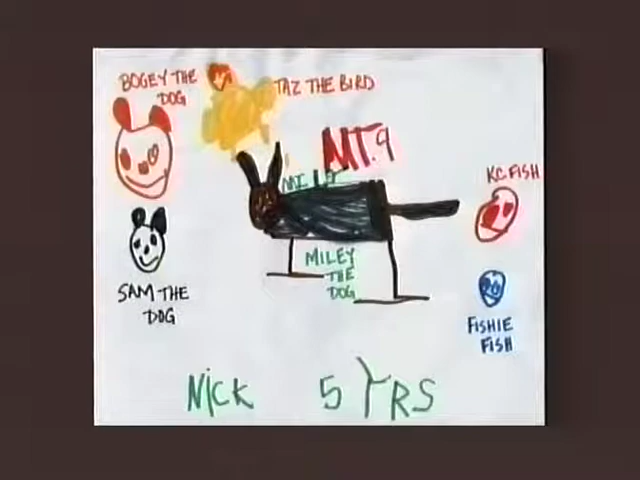 BOGEY THE
DOG
TAZ THE BIRD
MT. 9
KC FISH
MILEY
THE
DOG
SAM THE
DOG
FISHIE
FISH
NICK 5 YRS